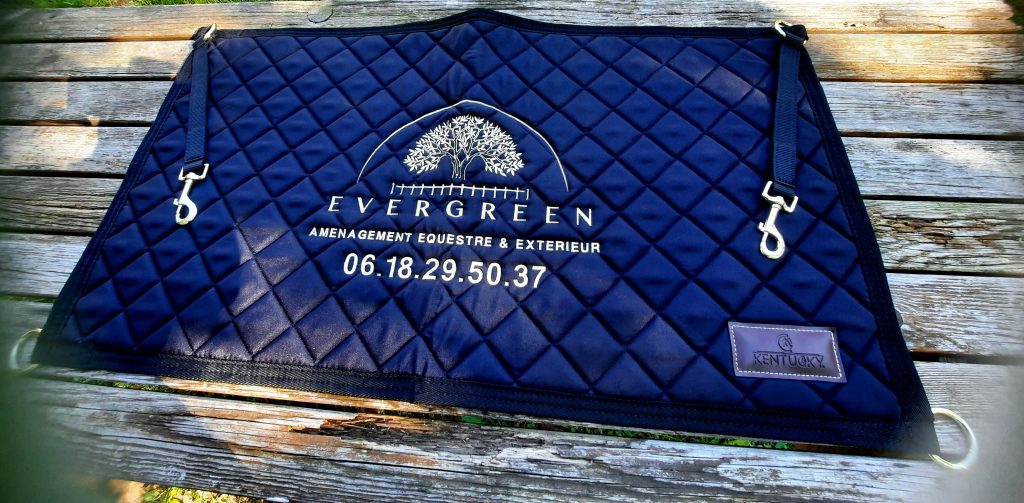 EVERGREEN
AMENAGEMENT EQUESTRE & EXTERIEUR
06.18.29.50.37
KENTUCKY